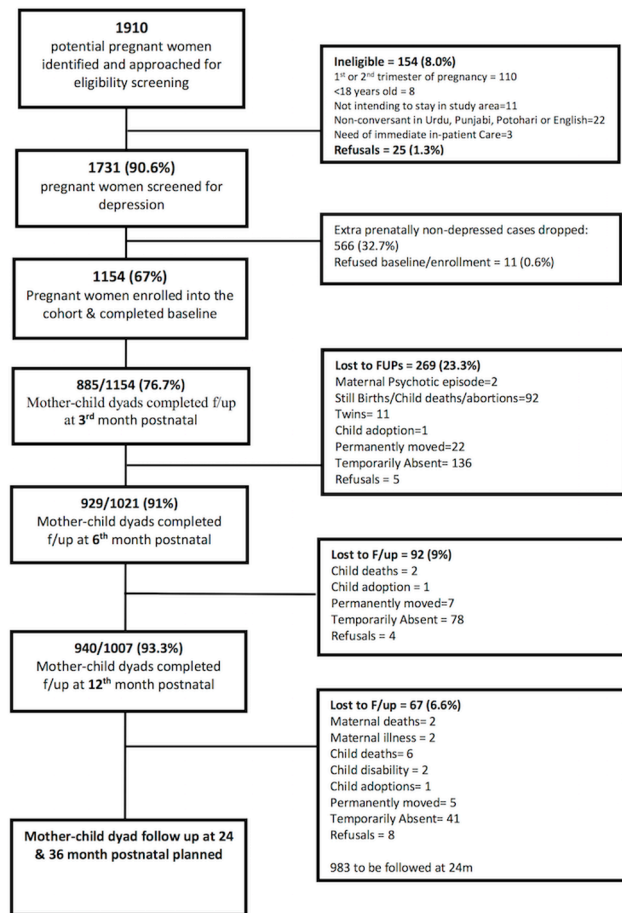 1910
potential pregnant women
identified and approached for
eligibility screening
Ineligible = 154 (8.0%)
1st or 2nd trimester of pregnancy = 110
<18 years old = 8
Not intending to stay in study area=11
Non-conversant in Urdu, Punjabi, Potohari or English=22
Need of immediate in-patient Care=3
Refusals = 25 (1.3%)
1731 (90.6%)
pregnant women screened for
depression
Extra prenatally non-depressed cases dropped:
566 (32.7%)
Refused baseline/enrollment = 11 (0.6%)
1154 (67%)
Pregnant women enrolled into the
cohort & completed baseline
Lost to FUPs = 269 (23.3%)
Maternal Psychotic episode=2
Still Births/Child deaths/abortions=92
Twins = 11
Child adoption=1
Permanently moved=22
Temporarily Absent= 136
Refusals = 5
885/1154 (76.7%)
Mother-child dyads completed f/up
at 3rd month postnatal
929/1021 (91%)
Mother-child dyads completed
f/up at 6th month postnatal
Lost to F/up = 92 (9%)
Child deaths = 2
Child adoption = 1
Permanently moved=7
Temporarily Absent = 78
Refusals = 4
940/1007 (93.3%)
Mother-child dyads completed
f/up at 12th month postnatal
Lost to F/up = 67 (6.6%)
Maternal deaths= 2
Maternal illness = 2
Child deaths= 6
Child disability = 2
Child adoptions= 1
Permanently moved = 5
Temporarily Absent= 41
Refusals = 8
983 to be followed at 24m
Mother-child dyad follow up at 24
& 36 month postnatal planned